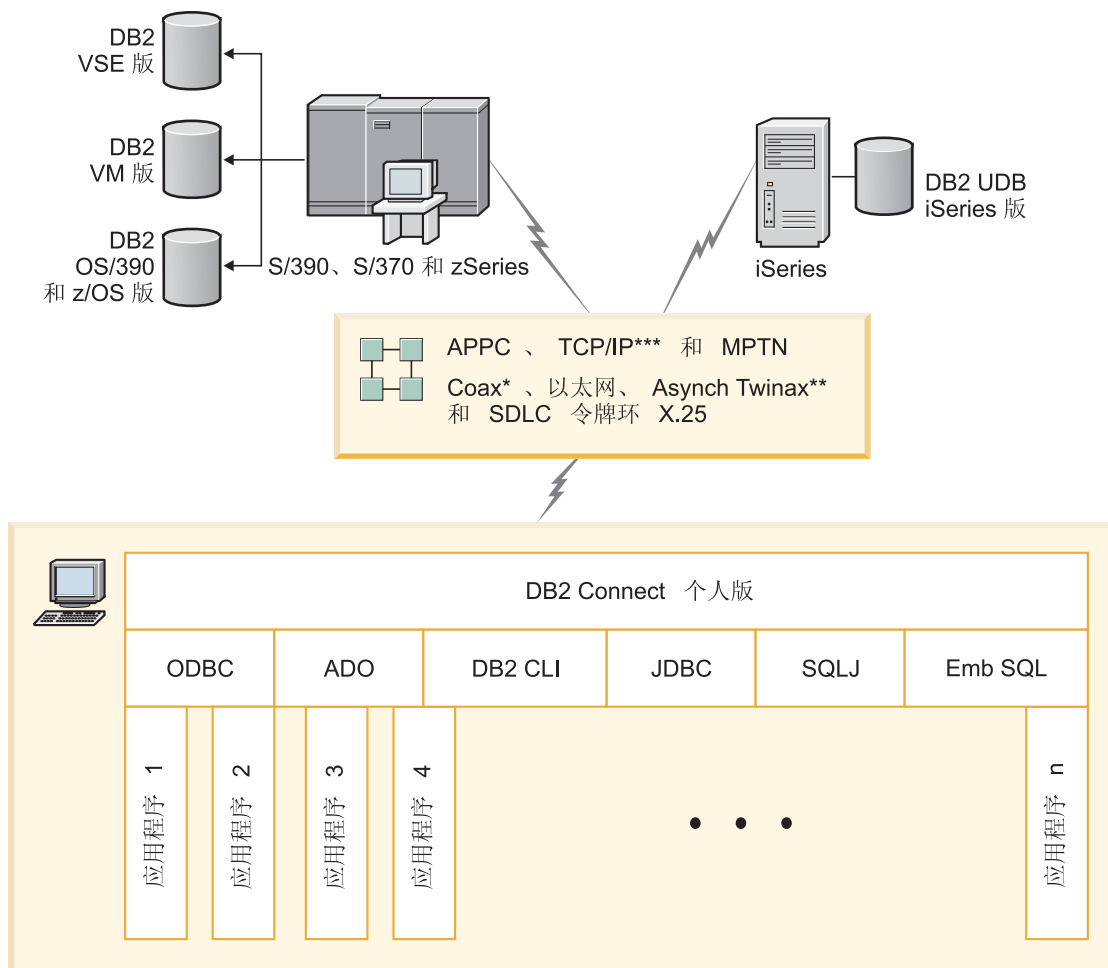 DB2
VSE 版
DB2
VM 版
DB2
OS/390
和 z/OS 版
S/390、S/370 和 zSeries
iSeries
DB2 UDB
iSeries 版
APPC 、 TCP/IP*** 和 MPTN
Coax* 、以太网、 Asynch Twinax**
和 SDLC 令牌环 X.25
DB2 Connect 个人版
ODBC
ADO
DB2 CLI
JDBC
SQLJ
Emb SQL
应用程序 1
应用程序 2
应用程序 3
应用程序 4
• • •
应用程序 n